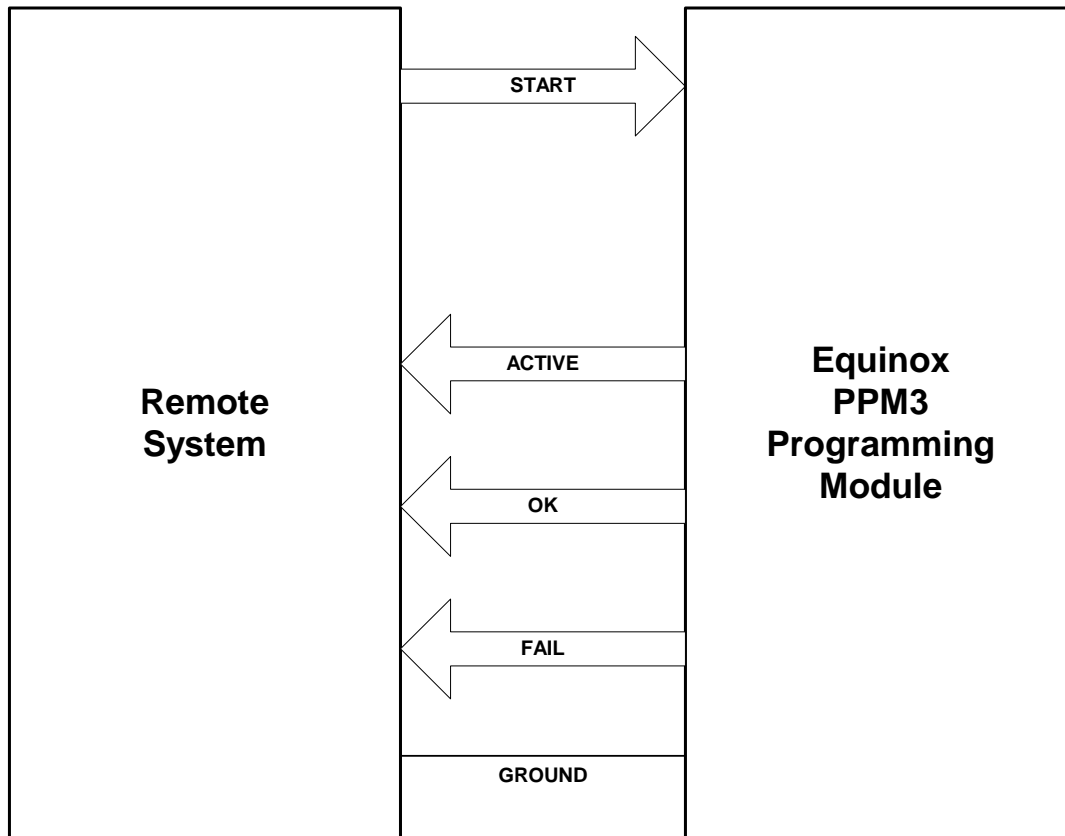 START
ACTIVE
Remote
System
Equinox
PPM3
Programming
Module
OK
FAIL
GROUND